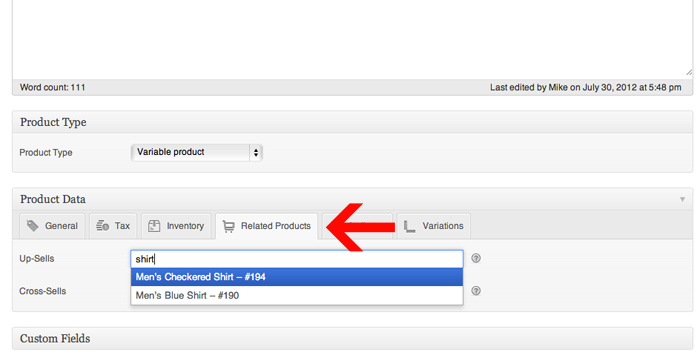 Word count: 111 Last edited by Mike on July 30, 2012 at 5:48 pm
Product Type
Product Type Variable product
Product Data
General Tax Inventory Related Products Variations
Up-Sells shirt
Men's Checkered Shirt – #194
Cross-Sells Men's Blue Shirt – #190
Custom Fields